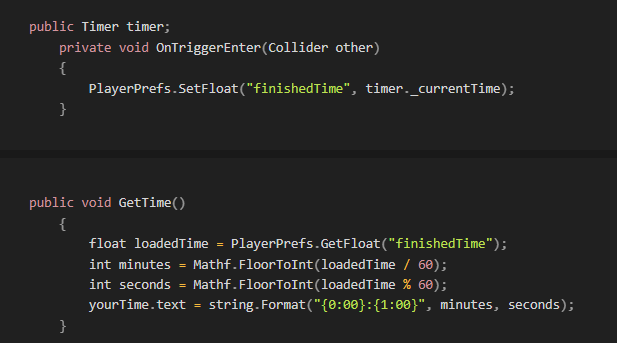 public Timer timer;
private void OnTriggerEnter(Collider other)
{
PlayerPrefs.SetFloat("finishedTime", timer._currentTime);
}
public void GetTime()
{
float loadedTime = PlayerPrefs.GetFloat("finishedTime");
int minutes = Mathf.FloorToInt(loadedTime / 60);
int seconds = Mathf.FloorToInt(loadedTime % 60);
yourTime.text = string.Format("{0:00}:{1:00}", minutes, seconds);
}